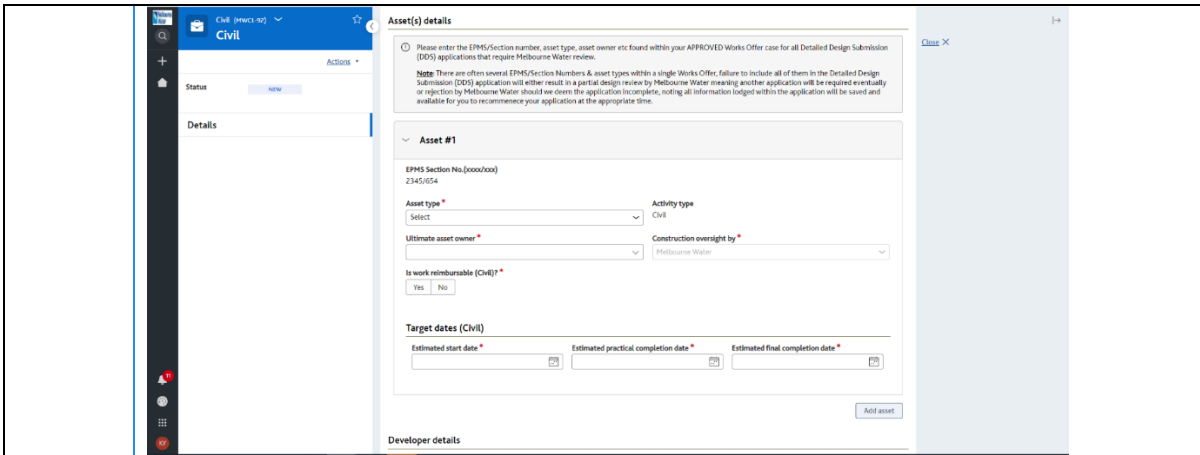 Civil (MWCL-92)
Civil
Actions
Status
NEW
Details
Asset(s) details
Please enter the EPMS/Section number, asset type, asset owner etc found within your APPROVED Works Offer case for all Detailed Design Submission
(DDS) applications that require Melbourne Water review.
Note: There are often several EPMS/Section Numbers & asset types within a single Works Offer, failure to include all of them in the Detailed Design
Submission (DDS) application will either result in a partial design review by Melbourne Water meaning another application will be required eventually
or rejection by Melbourne Water should we deem the application incomplete, noting all information lodged within the application will be saved and
available for you to recommenece your application at the appropriate time.
Asset #1
EPMS Section No.(xxxx/xxx)
2345/654
Asset type *
Select
Activity type
Civil
Ultimate asset owner *
Construction oversight by *
Melbourne Water
Is work reimbursable (Civil)? *
Yes No
Target dates (Civil)
Estimated start date *
Estimated practical completion date *
Estimated final completion date *
Add asset
Developer details
Close X
11
KY